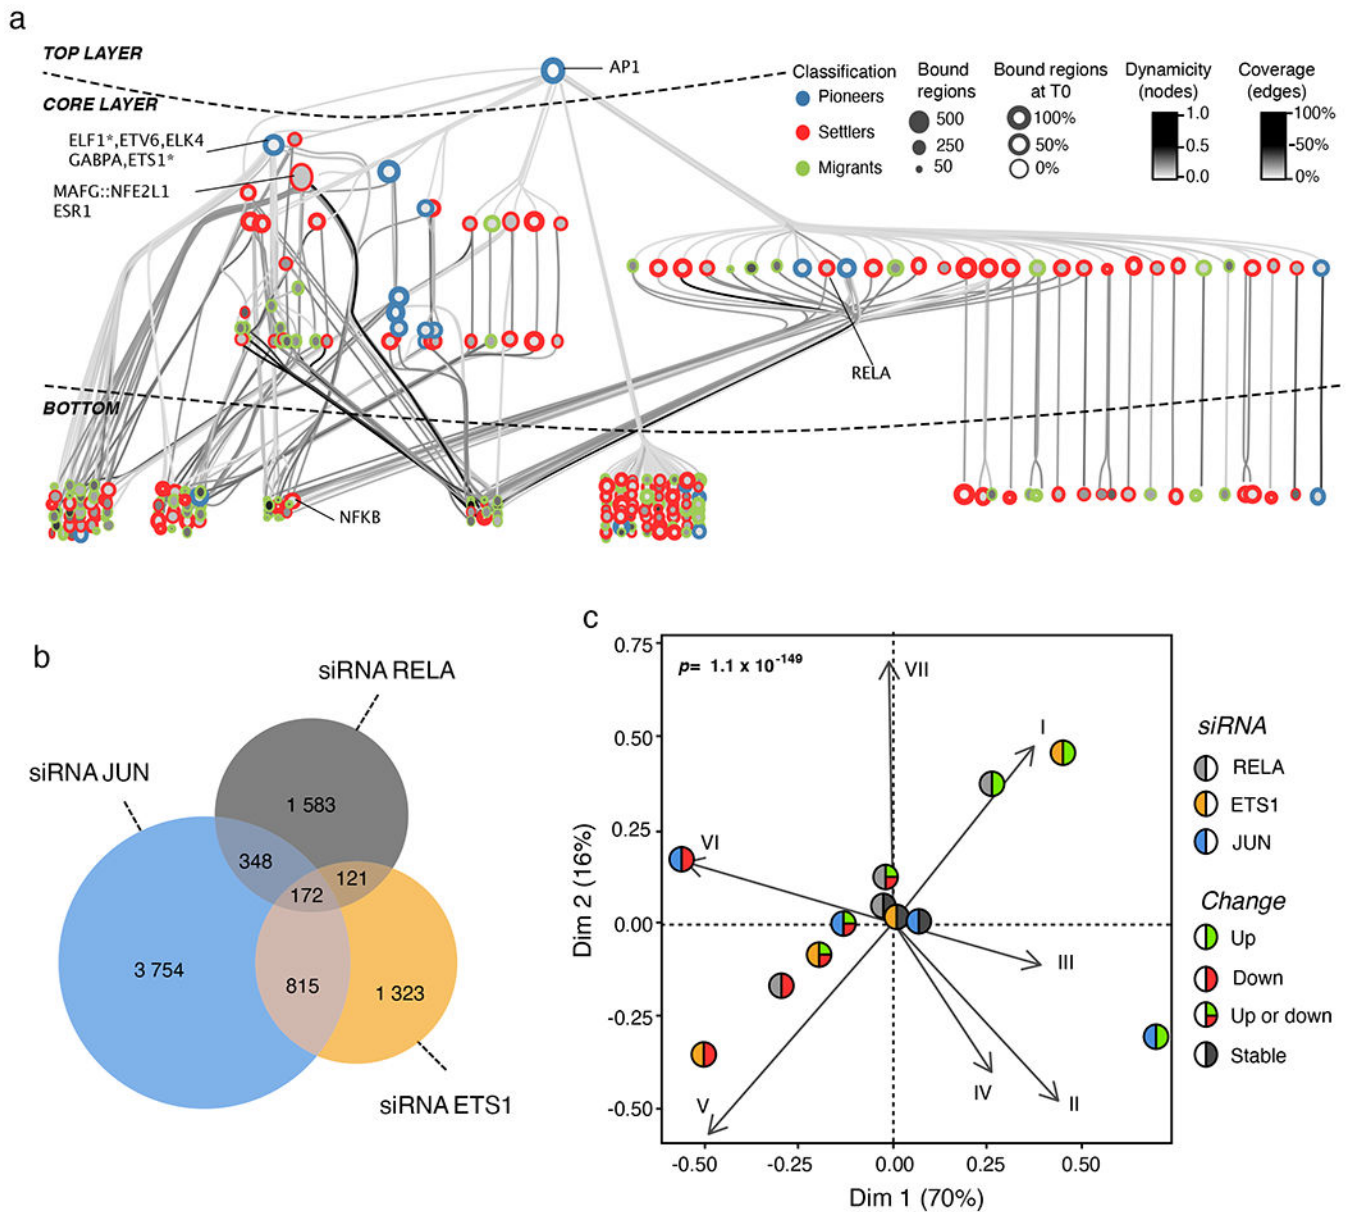 a
TOP LAYER
AP1
CORE LAYER
ELF1*,ETV6,ELK4
GABPA,ETS1*
MAFG::NFE2L1
ESR1
RELA
BOTTOM
NFKB
Classification
Pioneers
Settlers
Migrants
Bound
regions
500
250
50
Bound regions
at T0
100%
50%
0%
Dynamicity
(nodes)
1.0
0.5
0.0
Coverage
(edges)
100%
50%
0%
b
siRNA RELA
siRNA JUN
1 583
348
121
172
3 754
815
1 323
siRNA ETS1
c
p= 1.1 x 10-149
0.75
0.50
0.25
0.00
-0.25
-0.50
Dim 2 (16%)
VII
I
VI
III
IV
II
V
-0.50
-0.25
0.00
0.25
0.50
Dim 1 (70%)
siRNA
RELA
ETS1
JUN
Change
Up
Down
Up or down
Stable